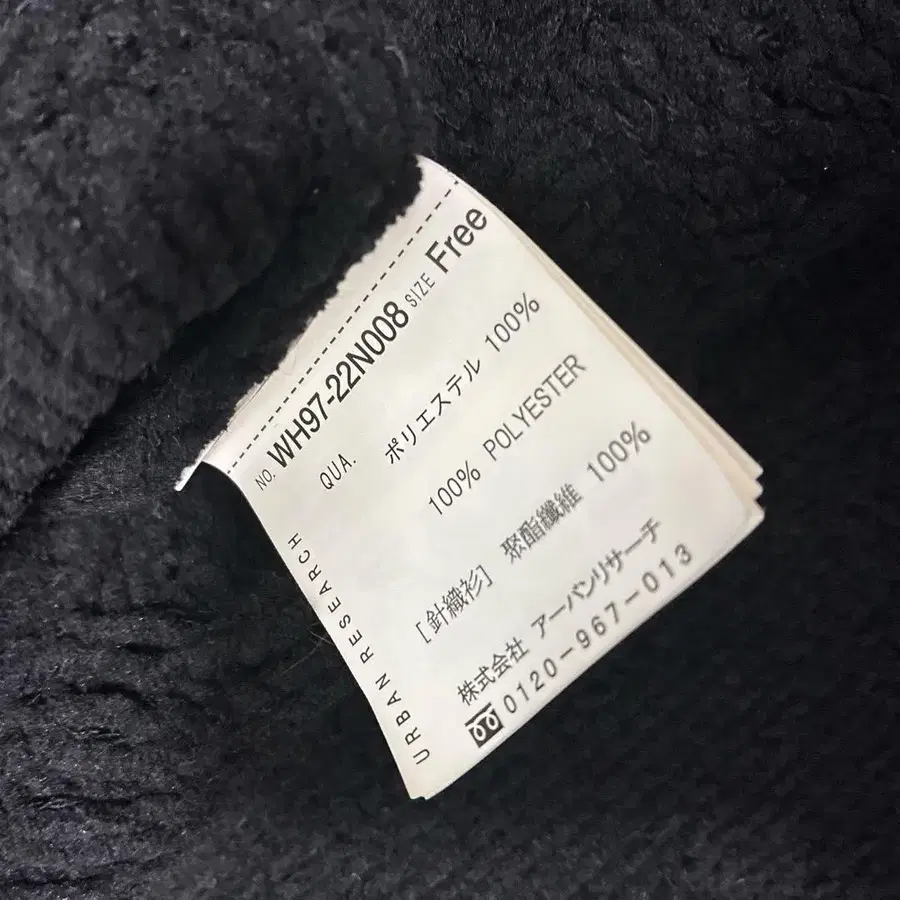 NO. WH97-22N008 SIZE Free
QUA. ポリエステル 100%
100% POLYESTER
[針織衫] 聚酯纖維 100%
株式会社 アーバンリサーチ
0120-967-013
URBAN RESEARCH